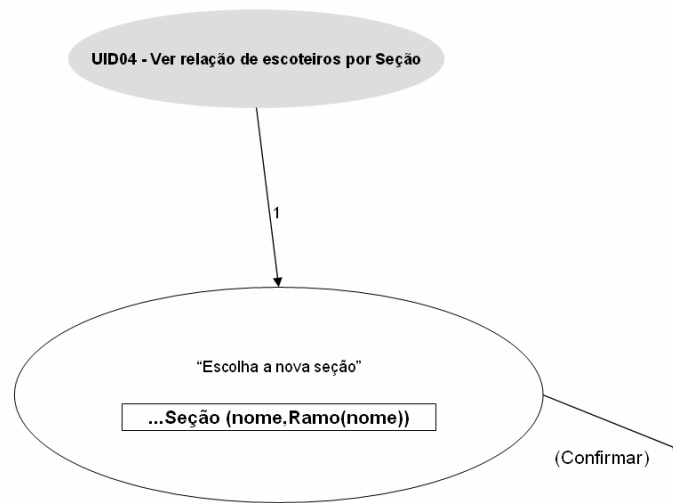 UID04 - Ver relação de escoteiros por Seção
1
“Escolha a nova seção”
...Seção (nome,Ramo(nome))
(Confirmar)